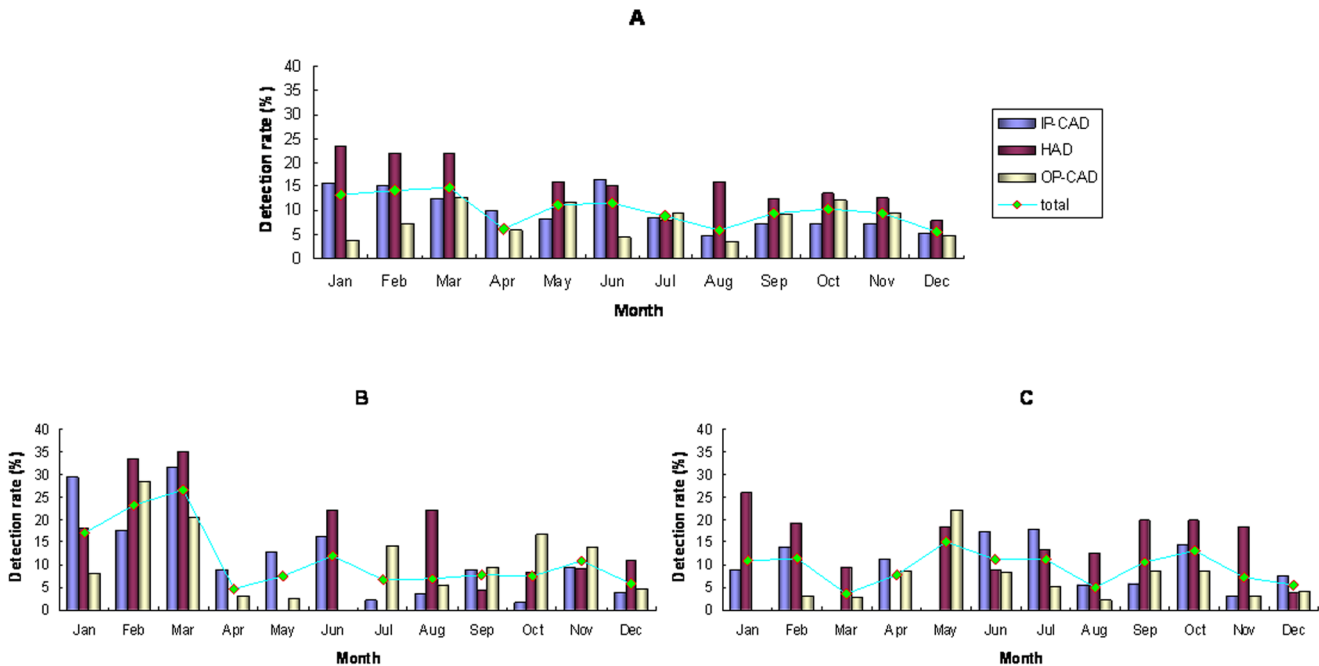 A
Detection rate (%)
40
35
30
25
20
15
10
5
0
Jan Feb Mar Apr May Jun Jul Aug Sep Oct Nov Dec
Month
IP-CAD
HAD
OP-CAD
total
B
Detection rate (%)
40
35
30
25
20
15
10
5
0
Jan Feb Mar Apr May Jun Jul Aug Sep Oct Nov Dec
Month
C
Detection rate (%)
40
35
30
25
20
15
10
5
0
Jan Feb Mar Apr May Jun Jul Aug Sep Oct Nov Dec
Month